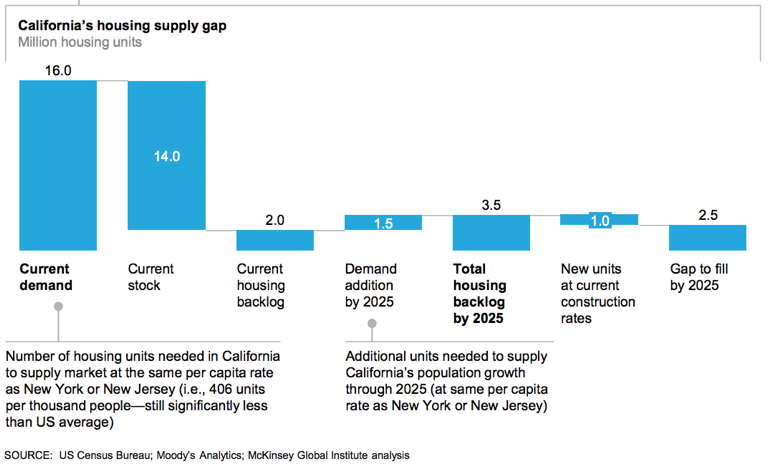 California’s housing supply gap
Million housing units
16.0
14.0
2.0
1.5
3.5
1.0
2.5
Current
demand
Current
stock
Current
housing
backlog
Demand
addition
by 2025
Total
housing
backlog
by 2025
New units
at current
construction
rates
Gap to fill
by 2025
Number of housing units needed in California
to supply market at the same per capita rate
as New York or New Jersey (i.e., 406 units
per thousand people—still significantly less
than US average)
Additional units needed to supply
California’s population growth
through 2025 (at same per capita
rate as New York or New Jersey)
SOURCE: US Census Bureau; Moody’s Analytics; McKinsey Global Institute analysis